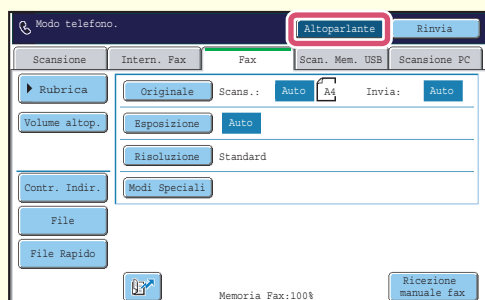 Modo telefono.
Altoparlante
Rinvia
Scansione
Intern. Fax
Fax
Scan. Mem. USB
Scansione PC
Rubrica
Originale
Scans.:
Auto
A4
Invia:
Auto
Volume altop.
Esposizione
Auto
Risoluzione
Standard
Contr. Indir.
Modi Speciali
File
File Rapido
Memoria Fax:100%
Ricezione
manuale fax